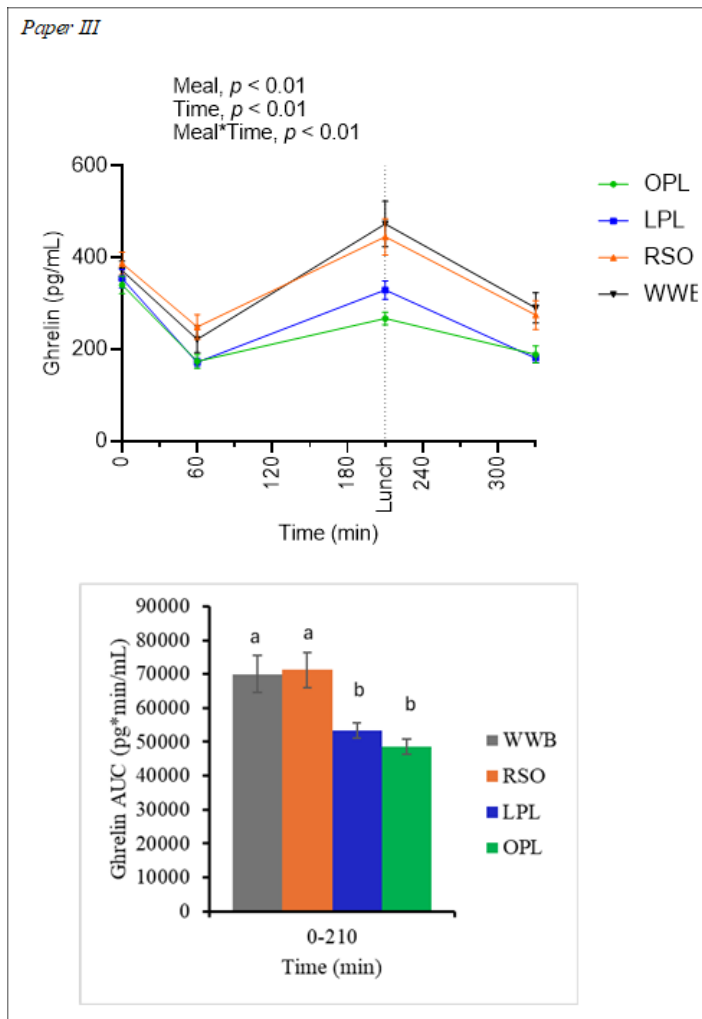 Paper III
Meal, p < 0.01
Time, p < 0.01
Meal*Time, p < 0.01
600
400
200
0
Ghrelin (pg/mL)
0
60
120
180
Lunch
240
300
Time (min)
OPL
LPL
RSO
WWB
90000
80000
70000
60000
50000
40000
30000
20000
10000
0
Ghrelin AUC (pg*min/mL)
a
a
b
b
0-210
Time (min)
WWB
RSO
LPL
OPL